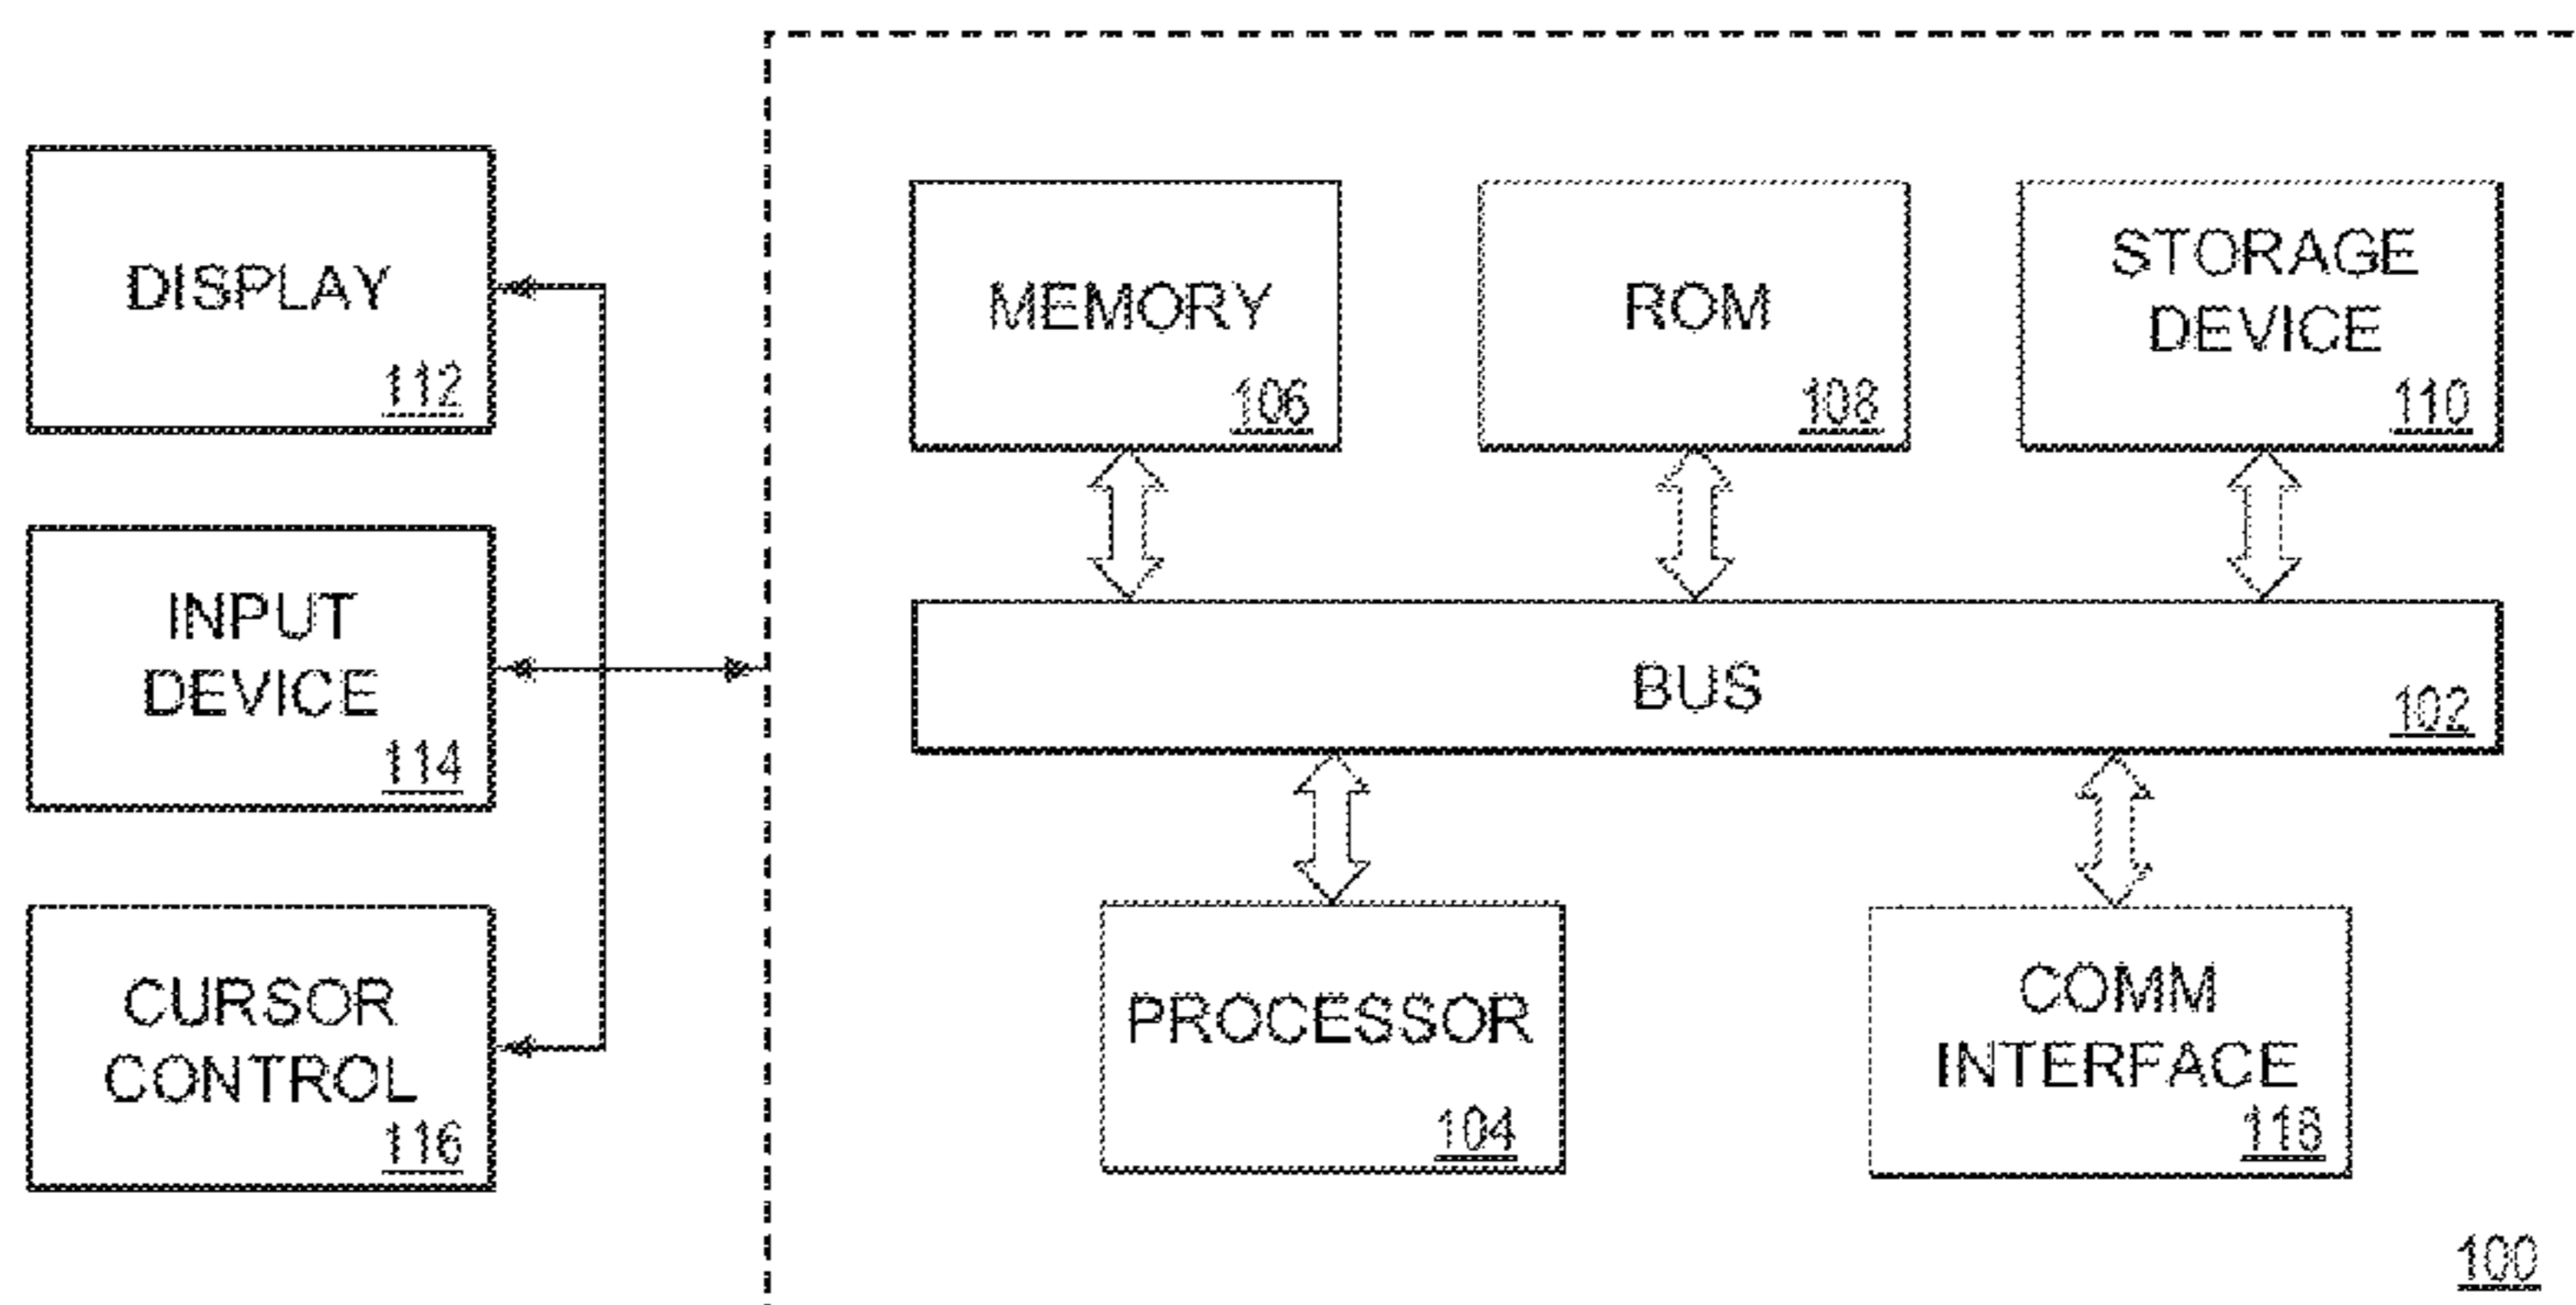 DISPLAY
112
INPUT
DEVICE
114
CURSOR
CONTROL
116
MEMORY
106
ROM
108
STORAGE
DEVICE
110
BUS
102
PROCESSOR
104
COMM
INTERFACE
118
100